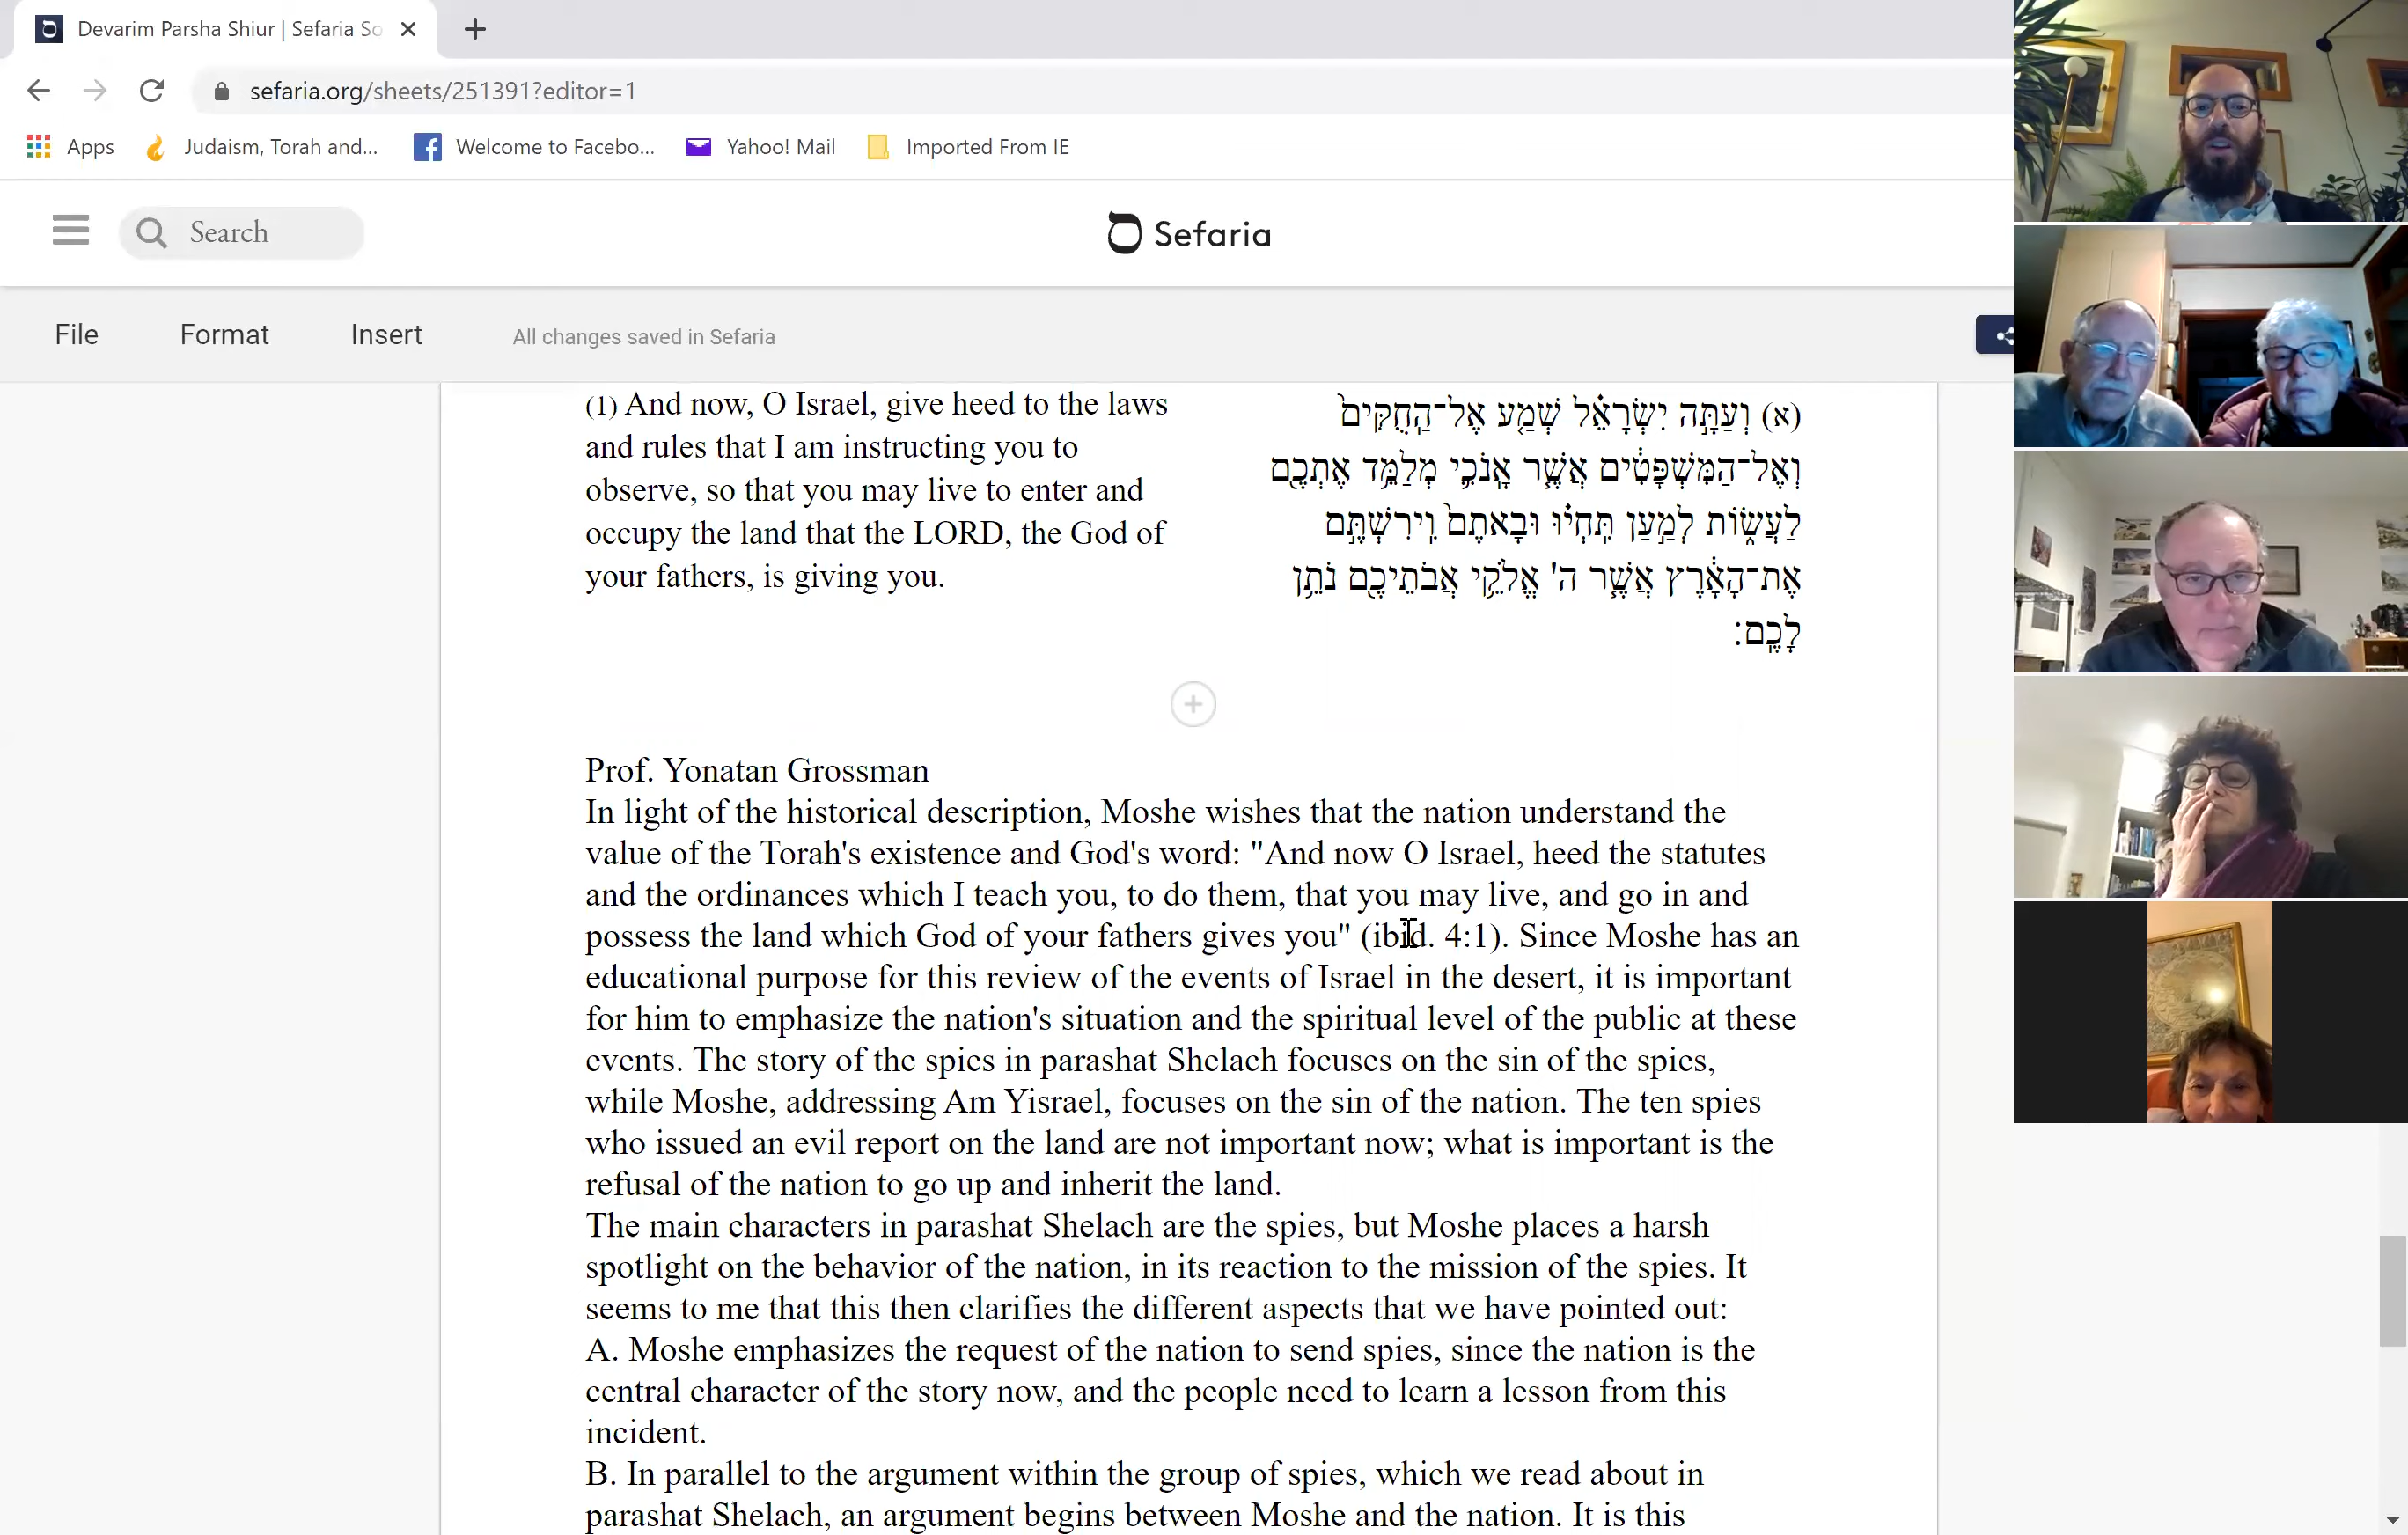 Devarim Parsha Shiur | Sefaria So
sefaria.org/sheets/251391?editor=1
Apps
Judaism, Torah and...
Welcome to Facebo...
Yahoo! Mail
Imported From IE
Search
Sefaria
File
Format
Insert
All changes saved in Sefaria
(1) And now, O Israel, give heed to the laws
and rules that I am instructing you to
observe, so that you may live to enter and
occupy the land that the LORD, the God of
your fathers, is giving you.
(א) וְעַתָּ֣ה יִשְׂרָאֵ֗ל שְׁמַ֤ע אֶל־הַֽחֻקִּים֙
וְאֶל־הַמִּשְׁפָּטִ֔ים אֲשֶׁ֧ר אָֽנֹכִ֛י מְלַמֵּ֥ד אֶתְכֶ֖ם
לַעֲשׂ֑וֹת לְמַ֣עַן תִּֽחְי֗וּ וּבָאתֶם֙ וִֽירִשְׁתֶּ֣ם
אֶת־הָאָ֔רֶץ אֲשֶׁ֧ר ה' אֱלֹקֵ֥י אֲבֹתֵיכֶ֖ם נֹתֵ֥ן
לָכֶֽם׃
Prof. Yonatan Grossman
In light of the historical description, Moshe wishes that the nation understand the
value of the Torah's existence and God's word: "And now O Israel, heed the statutes
and the ordinances which I teach you, to do them, that you may live, and go in and
possess the land which God of your fathers gives you" (ibid. 4:1). Since Moshe has an
educational purpose for this review of the events of Israel in the desert, it is important
for him to emphasize the nation's situation and the spiritual level of the public at these
events. The story of the spies in parashat Shelach focuses on the sin of the spies,
while Moshe, addressing Am Yisrael, focuses on the sin of the nation. The ten spies
who issued an evil report on the land are not important now; what is important is the
refusal of the nation to go up and inherit the land.
The main characters in parashat Shelach are the spies, but Moshe places a harsh
spotlight on the behavior of the nation, in its reaction to the mission of the spies. It
seems to me that this then clarifies the different aspects that we have pointed out:
A. Moshe emphasizes the request of the nation to send spies, since the nation is the
central character of the story now, and the people need to learn a lesson from this
incident.
B. In parallel to the argument within the group of spies, which we read about in
parashat Shelach, an argument begins between Moshe and the nation. It is this